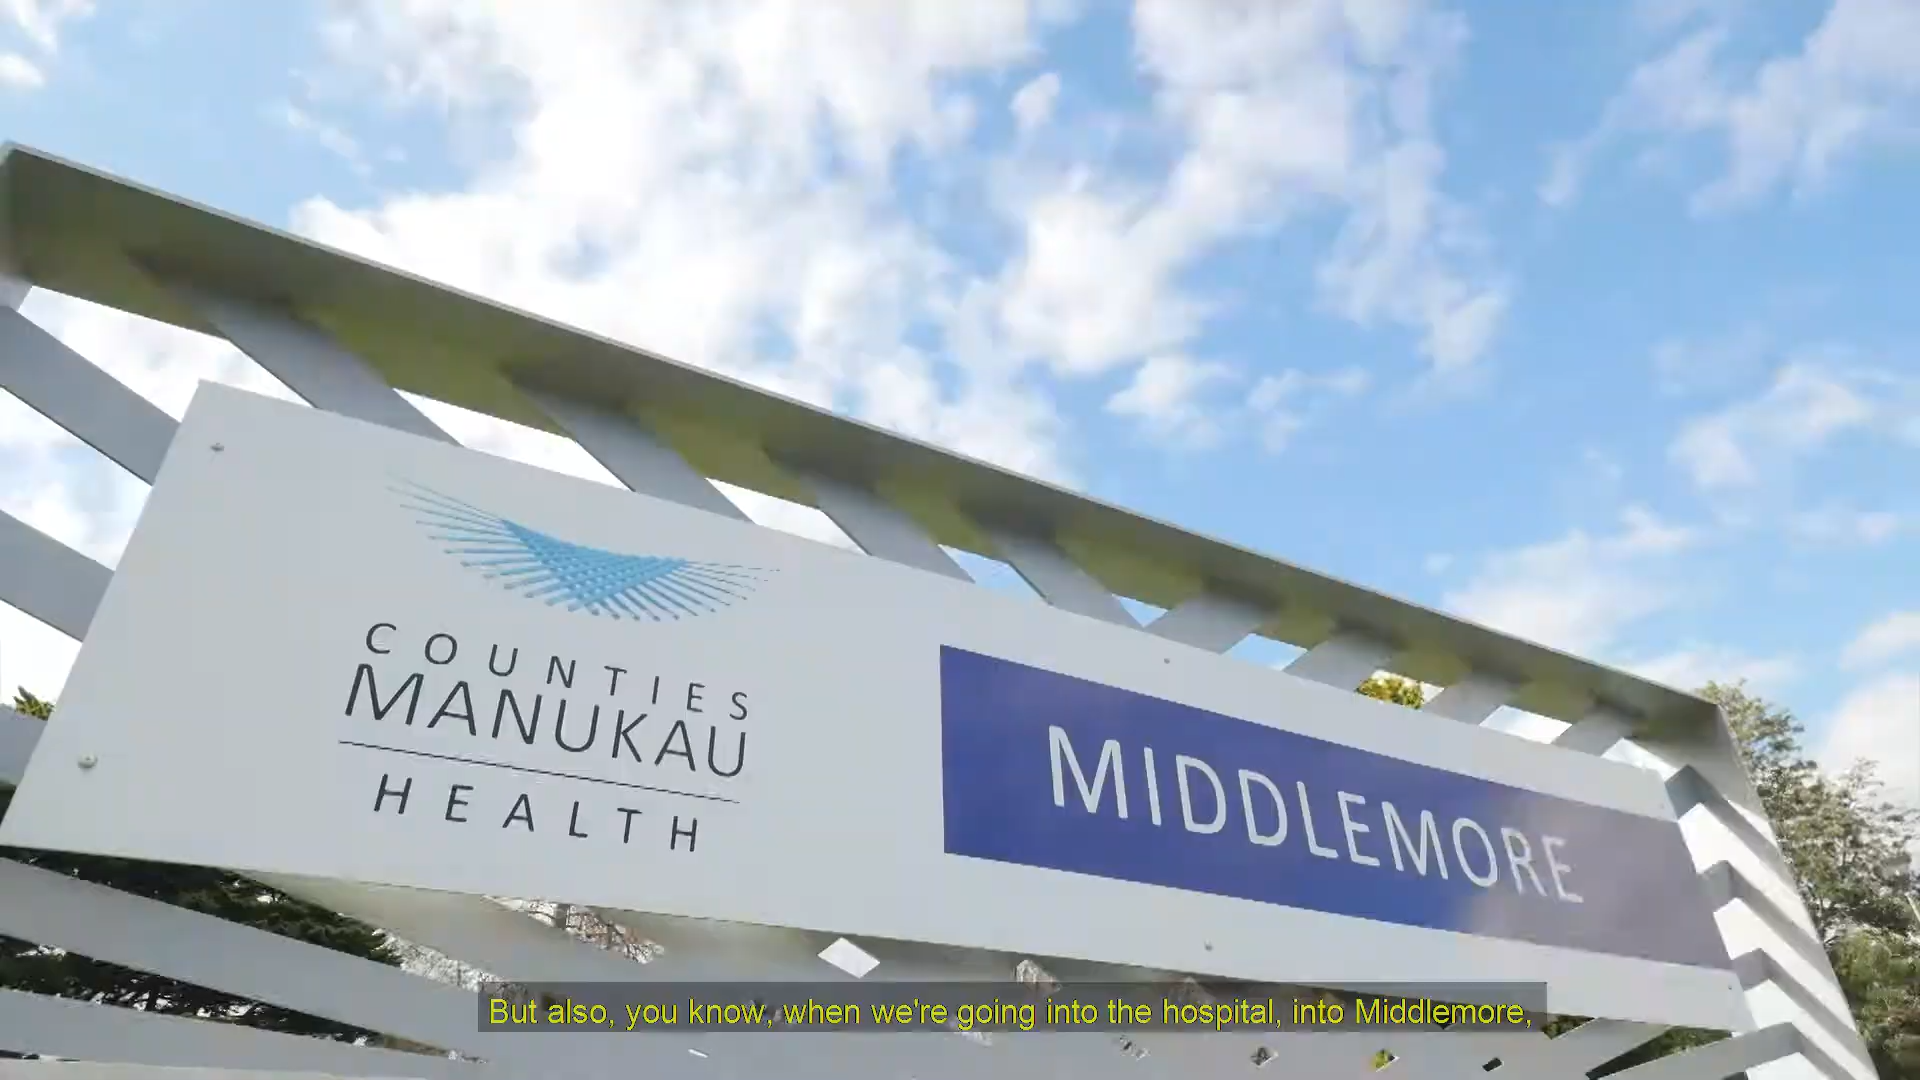 COUNTIES
MANUKAU
HEALTH
MIDDLEMORE
But also, you know, when we're going into the hospital, into Middlemore,